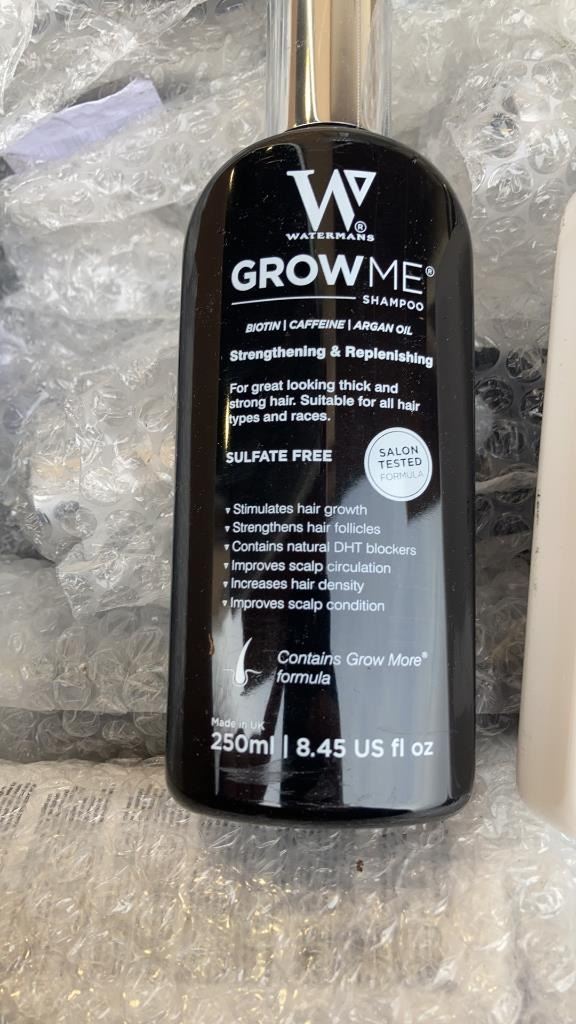 W®
WATERMANS
GROWME®
SHAMPOO
BIOTIN | CAFFEINE | ARGAN OIL
Strengthening & Replenishing
For great looking thick and
strong hair. Suitable for all hair
types and races.
SULFATE FREE
SALON
TESTED
FORMULA
Stimulates hair growth
Strengthens hair follicles
Contains natural DHT blockers
Improves scalp circulation
Increases hair density
Improves scalp condition
Contains Grow More®
formula
Made in UK
250ml | 8.45 US fl oz